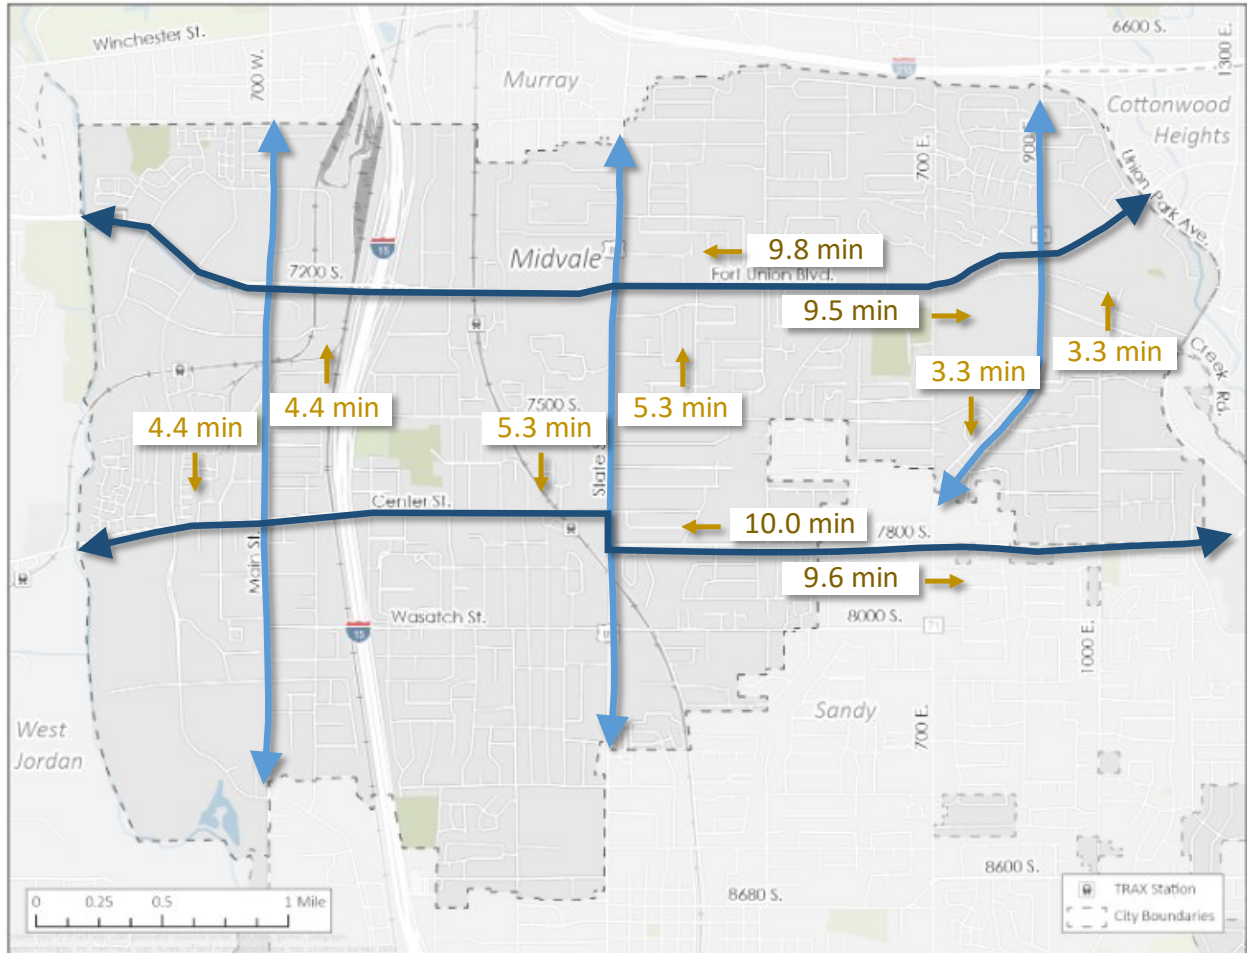 Winchester St.
6600 S.
1300 E.
700 W.
Murray
Cottonwood
Heights
700 E.
900
Union Park Ave.
15
9.8 min
Midvale
7200 S.
Fort Union Blvd.
9.5 min
3.3 min
3.3 min
Creek Rd.
4.4 min
4.4 min
7500 S.
5.3 min
5.3 min
State S
Center St.
10.0 min
7800 S.
Main St.
9.6 min
Wasatch St.
8000 S.
71
15
1000 E.
West
Jordan
Sandy
700 E.
8600 S.
8680 S.
0 0.25 0.5 1 Mile
TRAX Station
City Boundaries